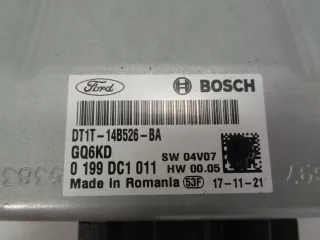 Ford
BOSCH
DT1T-14B526-BA
GQ6KD
0 199 DC1 011
SW 04V07
HW 00.05
Made in Romania 53F 17-11-21